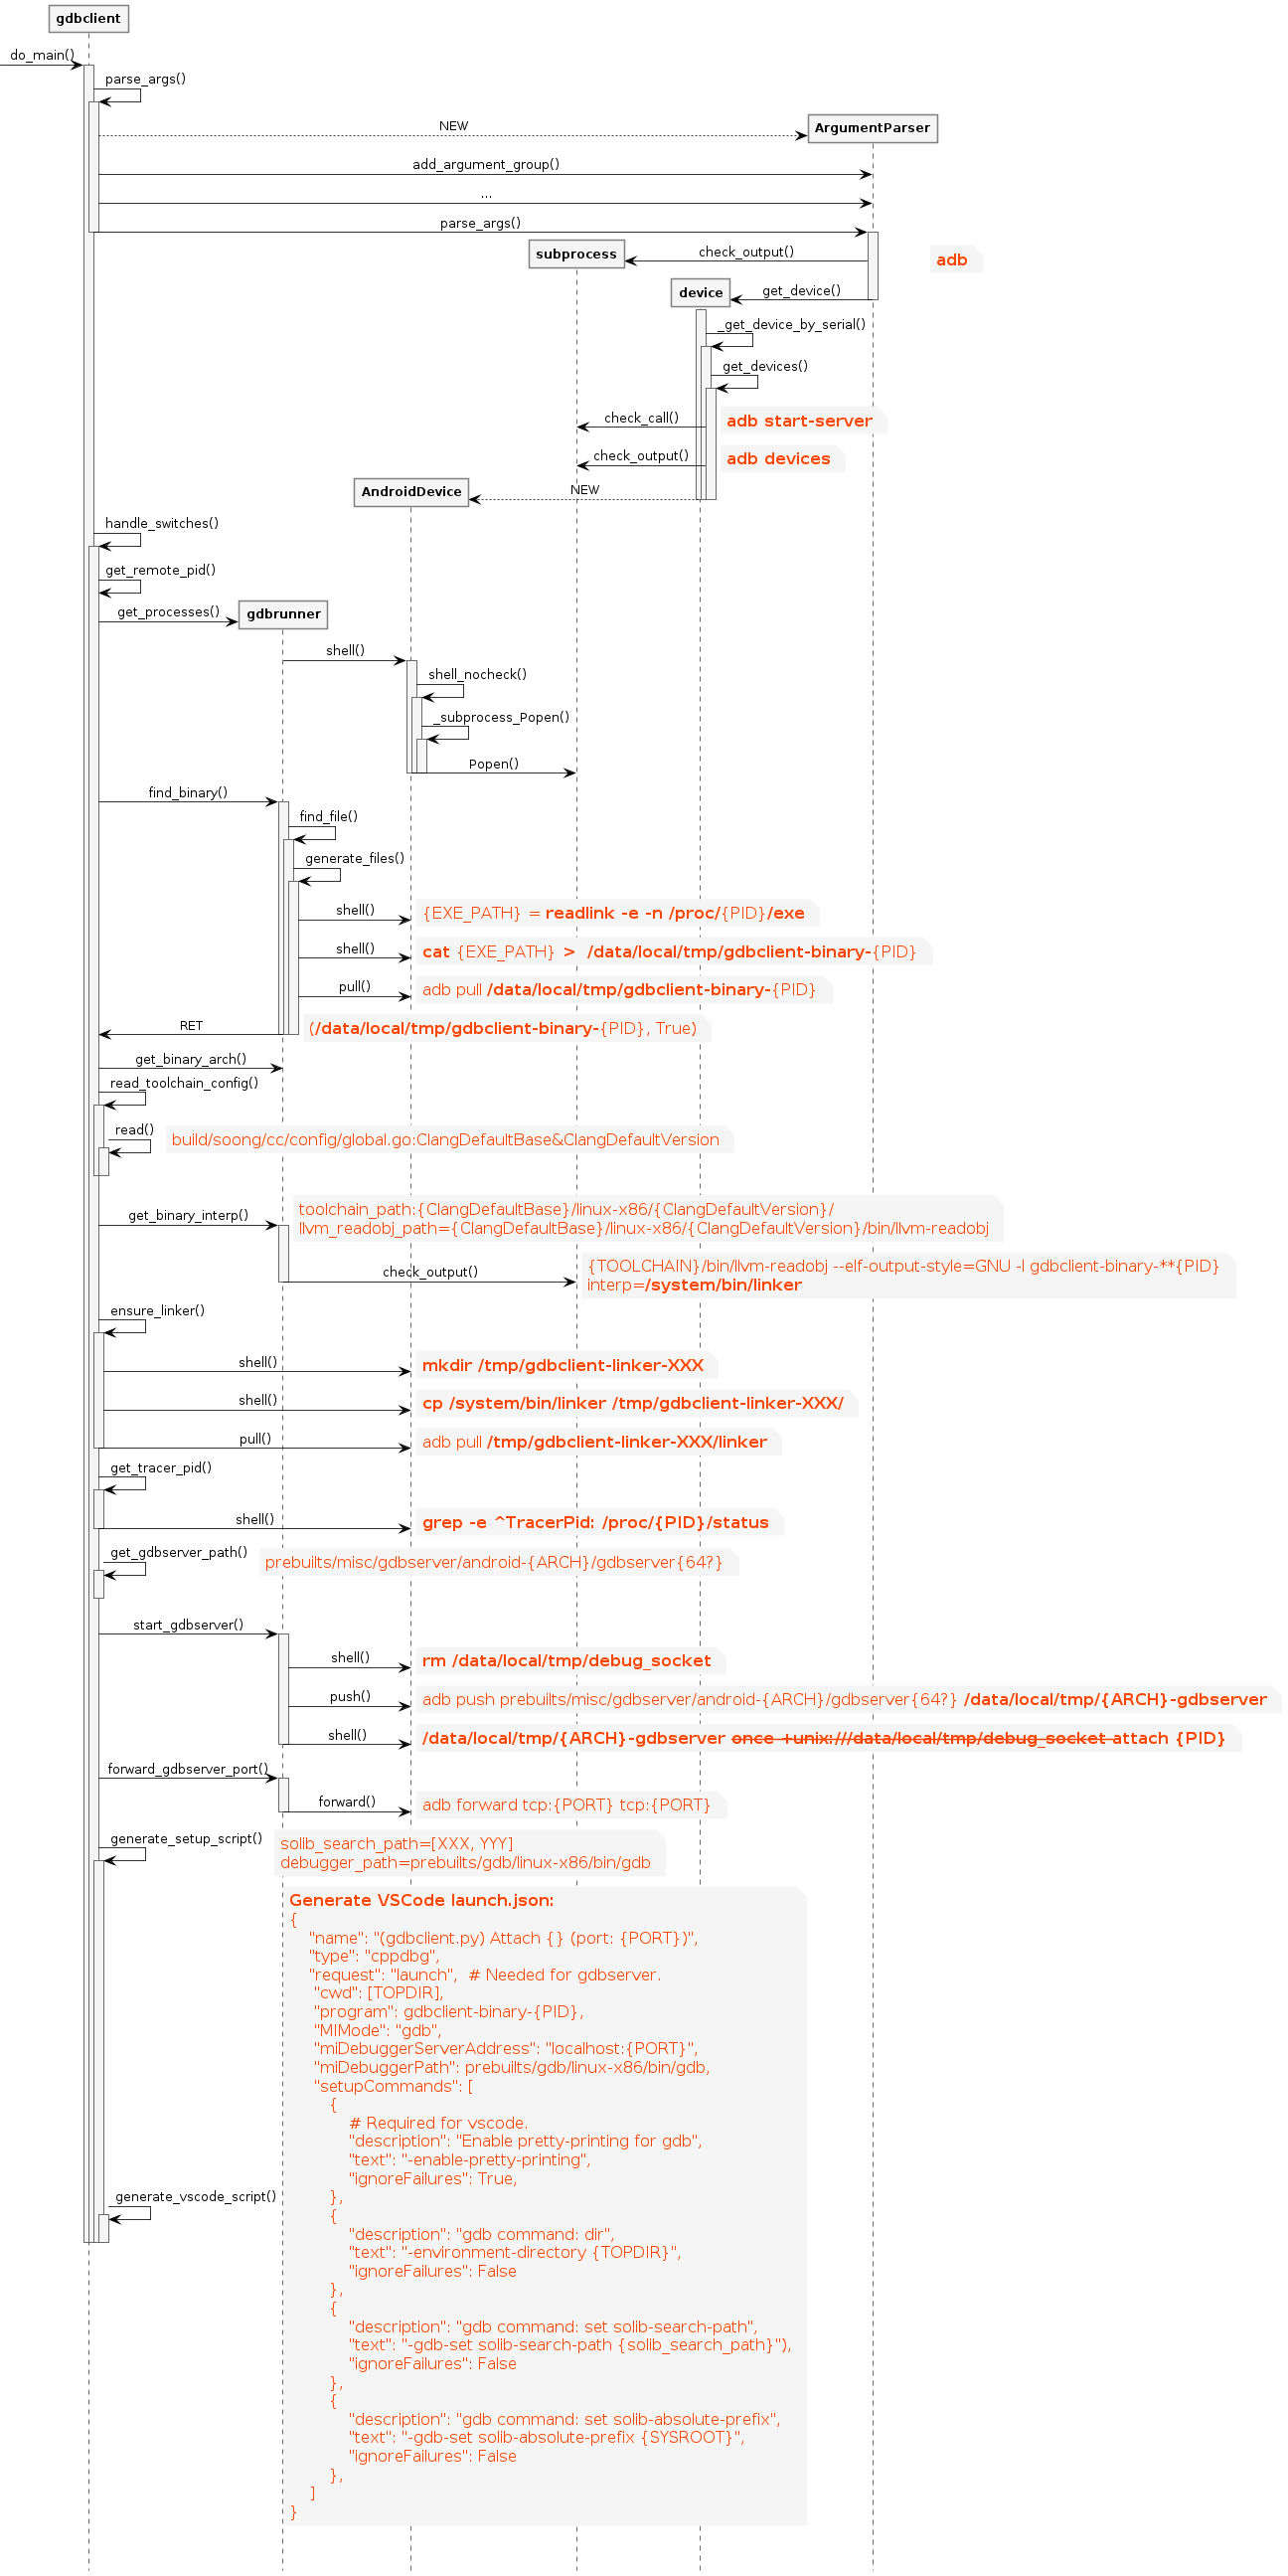 gdbclient
do_main()
parse_args()
NEW
ArgumentParser
add_argument_group()
...
parse_args()
subprocess
check_output()
adb
device
get_device()
_get_device_by_serial()
get_devices()
check_call()
adb start-server
check_output()
adb devices
AndroidDevice
NEW
handle_switches()
get_remote_pid()
get_processes()
gdbrunner
shell()
shell_nocheck()
_subprocess_Popen()
Popen()
find_binary()
find_file()
generate_files()
shell()
{EXE_PATH} = readlink -e -n /proc/{PID}/exe
shell()
cat {EXE_PATH} >  /data/local/tmp/gdbclient-binary-{PID}
pull()
adb pull /data/local/tmp/gdbclient-binary-{PID}
RET
(/data/local/tmp/gdbclient-binary-{PID}, True)
get_binary_arch()
read_toolchain_config()
read()
build/soong/cc/config/global.go:ClangDefaultBase&ClangDefaultVersion
get_binary_interp()
toolchain_path:{ClangDefaultBase}/linux-x86/{ClangDefaultVersion}/
llvm_readobj_path={ClangDefaultBase}/linux-x86/{ClangDefaultVersion}/bin/llvm-readobj
check_output()
{TOOLCHAIN}/bin/llvm-readobj --elf-output-style=GNU -l gdbclient-binary-**{PID}
interp=/system/bin/linker
ensure_linker()
shell()
mkdir /tmp/gdbclient-linker-XXX
shell()
cp /system/bin/linker /tmp/gdbclient-linker-XXX/
pull()
adb pull /tmp/gdbclient-linker-XXX/linker
get_tracer_pid()
shell()
grep -e ^TracerPid: /proc/{PID}/status
get_gdbserver_path()
prebuilts/misc/gdbserver/android-{ARCH}/gdbserver{64?}
start_gdbserver()
shell()
rm /data/local/tmp/debug_socket
push()
adb push prebuilts/misc/gdbserver/android-{ARCH}/gdbserver{64?} /data/local/tmp/{ARCH}-gdbserver
shell()
/data/local/tmp/{ARCH}-gdbserver once +unix:///data/local/tmp/debug_socket attach {PID}
forward_gdbserver_port()
forward()
adb forward tcp:{PORT} tcp:{PORT}
generate_setup_script()
solib_search_path=[XXX, YYY]
debugger_path=prebuilts/gdb/linux-x86/bin/gdb
Generate VSCode launch.json:
{
"name": "(gdbclient.py) Attach {} (port: {PORT})",
"type": "cppdbg",
"request": "launch",  # Needed for gdbserver.
"cwd": [TOPDIR],
"program": gdbclient-binary-{PID},
"MIMode": "gdb",
"miDebuggerServerAddress": "localhost:{PORT}",
"miDebuggerPath": prebuilts/gdb/linux-x86/bin/gdb,
"setupCommands": [
{
# Required for vscode.
"description": "Enable pretty-printing for gdb",
"text": "-enable-pretty-printing",
"ignoreFailures": True,
},
generate_vscode_script()
{
"description": "gdb command: dir",
"text": "-environment-directory {TOPDIR}",
"ignoreFailures": False
},
{
"description": "gdb command: set solib-search-path",
"text": "-gdb-set solib-search-path {solib_search_path}"),
"ignoreFailures": False
},
{
"description": "gdb command: set solib-absolute-prefix",
"text": "-gdb-set solib-absolute-prefix {SYSROOT}",
"ignoreFailures": False
},
]
}